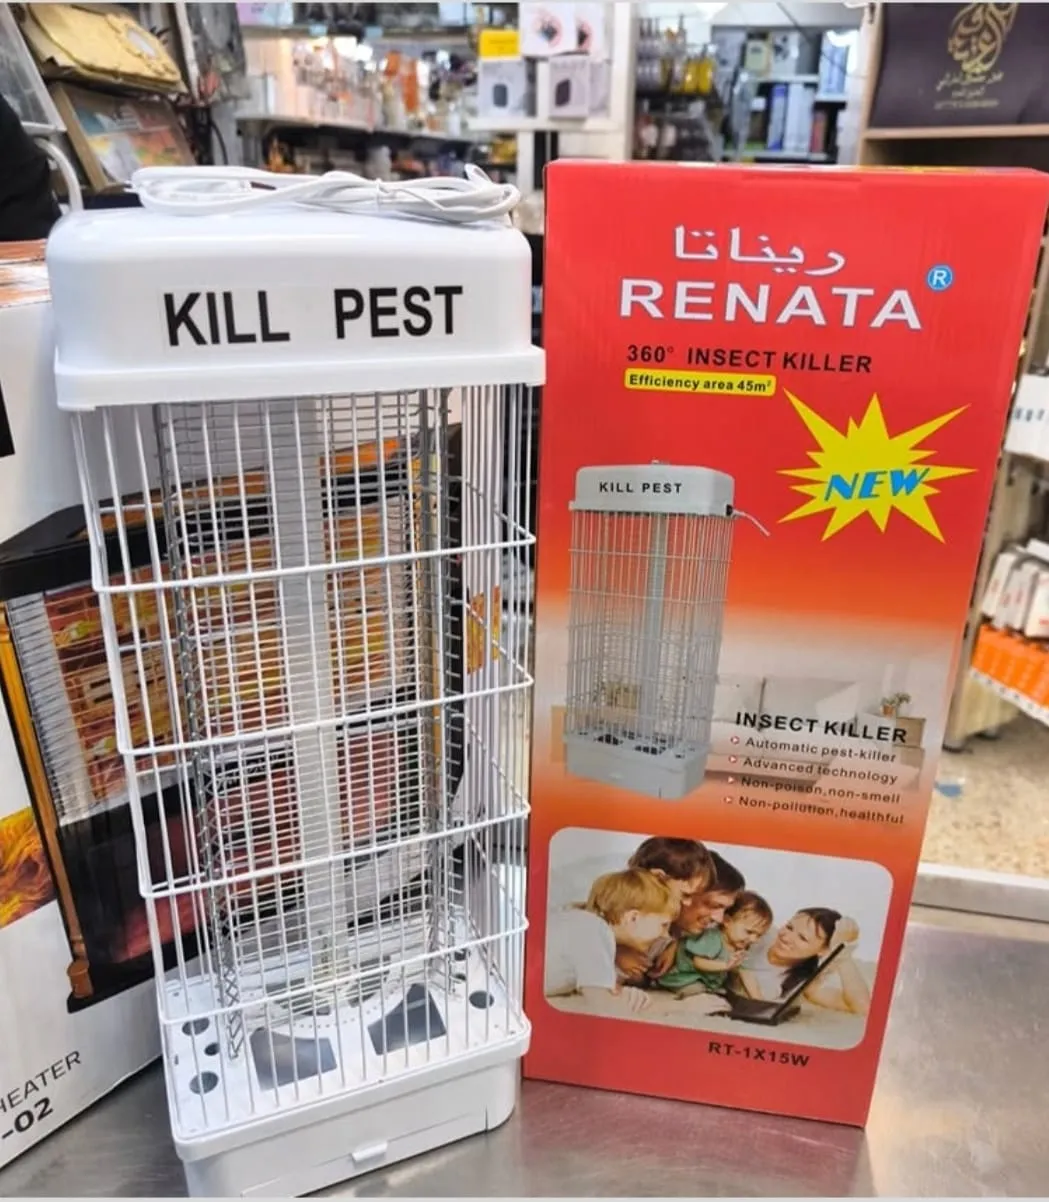 KILL PEST
ريناتا
RENATA ®
360° INSECT KILLER
Efficiency area 45m²
NEW
KILL PEST
INSECT KILLER
Automatic pest-killer
Advanced technology
Non-poison,non-smell
Non-pollution,healthful
RT-1X15W
HEATER
-02